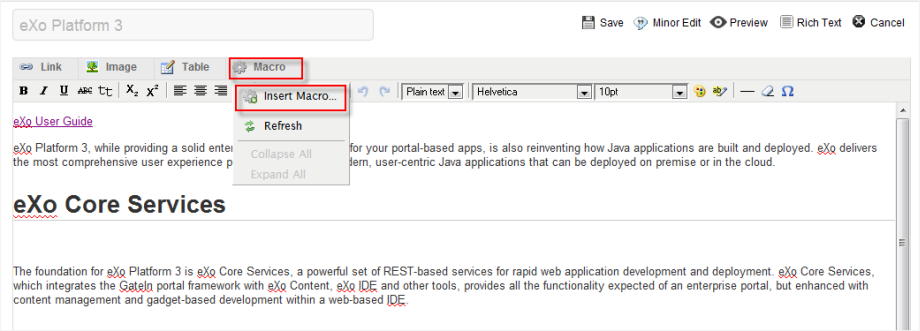 eXo Platform 3
Save Minor Edit Preview Rich Text Cancel
Link Image Table Macro
B I U ABC Tt X2 X² Plain text Helvetica 10pt
Insert Macro...
Refresh
Collapse All
Expand All
eXo User Guide
eXo Platform 3, while providing a solid enter for your portal-based apps, is also reinventing how Java applications are built and deployed. eXo delivers
the most comprehensive user experience p dern, user-centric Java applications that can be deployed on premise or in the cloud.
eXo Core Services
The foundation for eXo Platform 3 is eXo Core Services, a powerful set of REST-based services for rapid web application development and deployment. eXo Core Services,
which integrates the GateIn portal framework with eXo Content, eXo IDE and other tools, provides all the functionality expected of an enterprise portal, but enhanced with
content management and gadget-based development within a web-based IDE.